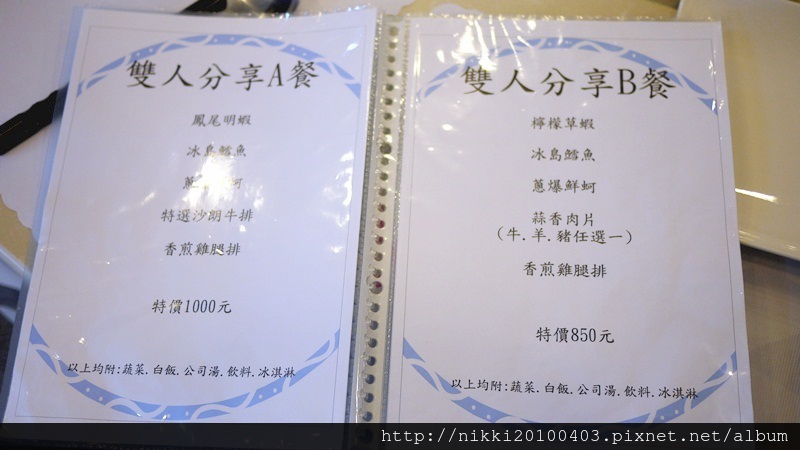 雙人分享A餐
鳳尾明蝦
冰島鱈魚
蔥 蚵
特選沙朗牛排
香煎雞腿排
特價1000元
以上均附:蔬菜.白飯.公司湯.飲料.冰淇淋
雙人分享B餐
檸檬草蝦
冰島鱈魚
蔥爆鮮蚵
蒜香肉片
(牛.羊.豬任選一)
香煎雞腿排
特價850元
以上均附:蔬菜.白飯.公司湯.飲料.冰淇淋
http://nikki20100403.pixnet.net/album